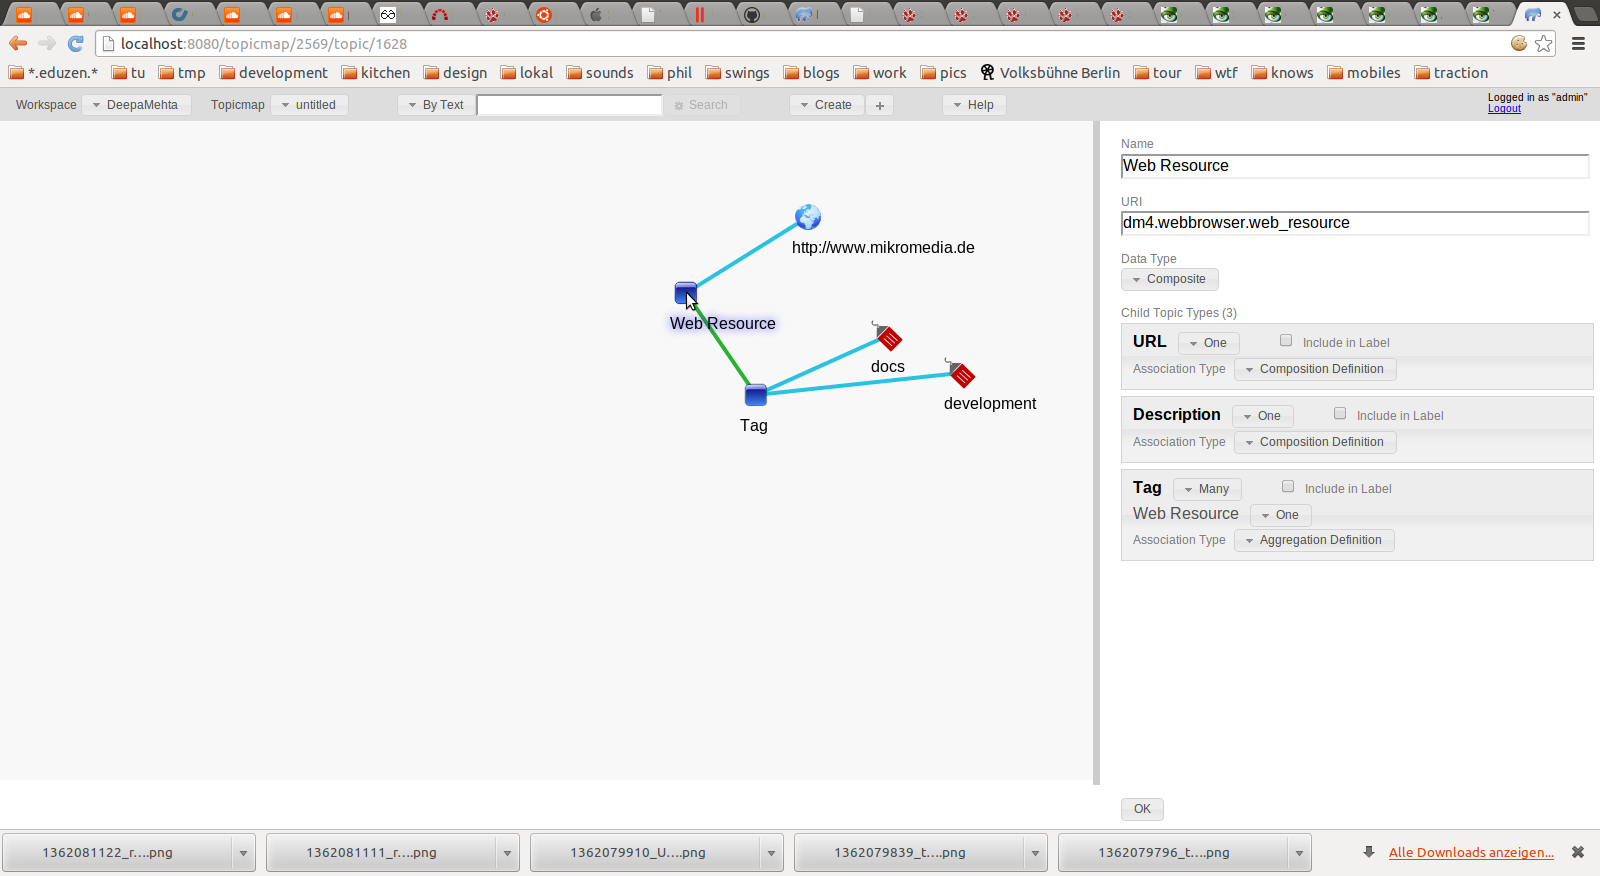 localhost:8080/topicmap/2569/topic/1628
*.eduzen.* tu tmp development kitchen design lokal sounds phil swings blogs work pics Volksbühne Berlin tour wtf knows mobiles traction
Workspace DeepaMehta Topicmap untitled By Text Search Create + Help
Logged in as "admin"
Logout
http://www.mikromedia.de
Web Resource
docs
development
Tag
Name
Web Resource
URI
dm4.webbrowser.web_resource
Data Type
Composite
Child Topic Types (3)
URL One Include in Label
Association Type Composition Definition
Description One Include in Label
Association Type Composition Definition
Tag Many Include in Label
Web Resource One
Association Type Aggregation Definition
OK
1362081122_r....png 1362081111_r....png 1362079910_U....png 1362079839_t....png 1362079796_t....png Alle Downloads anzeigen...